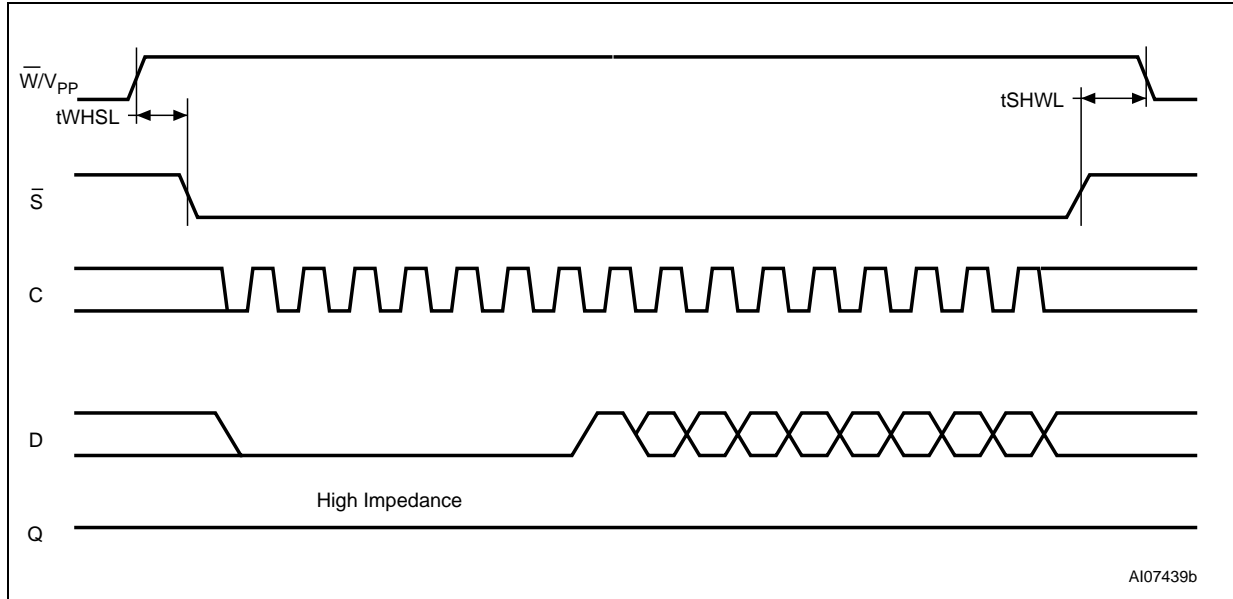 W̅/VPP
tWHSL
tSHWL
S̅
C
D
High Impedance
Q
AI07439b